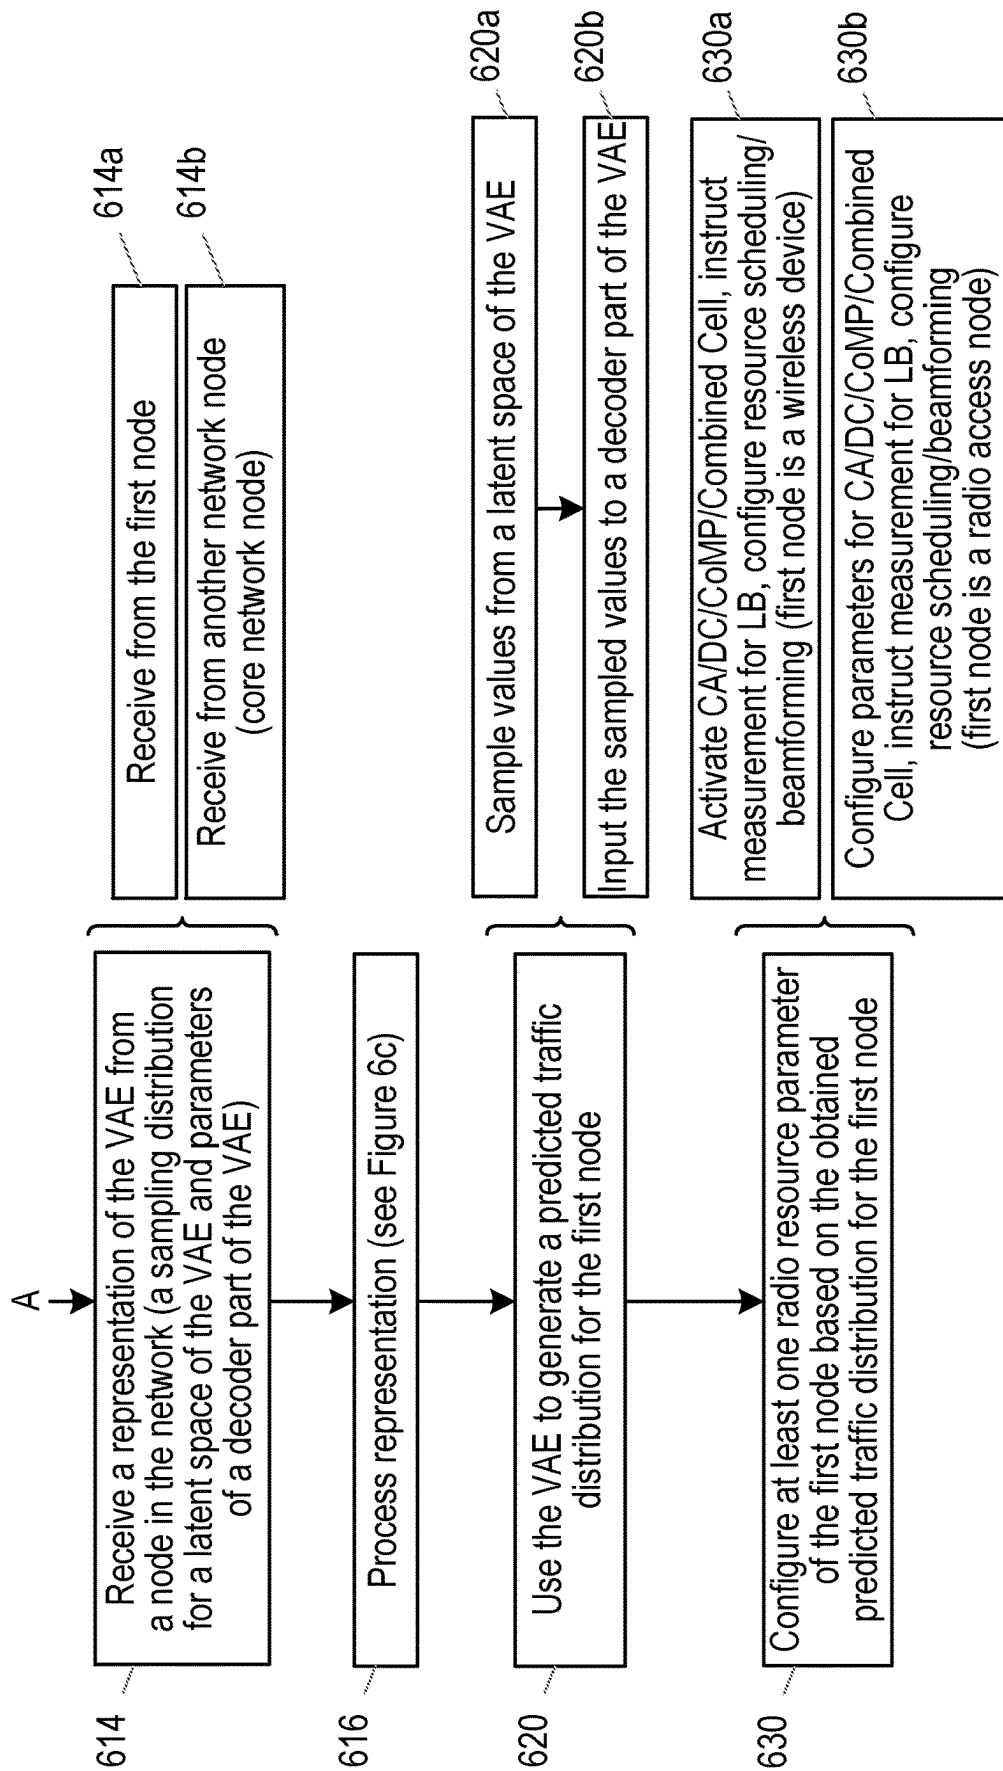 A
614
Receive a representation of the VAE from
a node in the network (a sampling distribution
for a latent space of the VAE and parameters
of a decoder part of the VAE)
Receive from the first node
614a
Receive from another network node
(core network node)
614b
616
Process representation (see Figure 6c)
620
Use the VAE to generate a predicted traffic
distribution for the first node
Sample values from a latent space of the VAE
620a
Input the sampled values to a decoder part of the VAE
620b
630
Configure at least one radio resource parameter
of the first node based on the obtained
predicted traffic distribution for the first node
Activate CA/DC/CoMP/Combined Cell, instruct
measurement for LB, configure resource scheduling/
beamforming (first node is a wireless device)
630a
Configure parameters for CA/DC/CoMP/Combined
Cell, instruct measurement for LB, configure
resource scheduling/beamforming
(first node is a radio access node)
630b